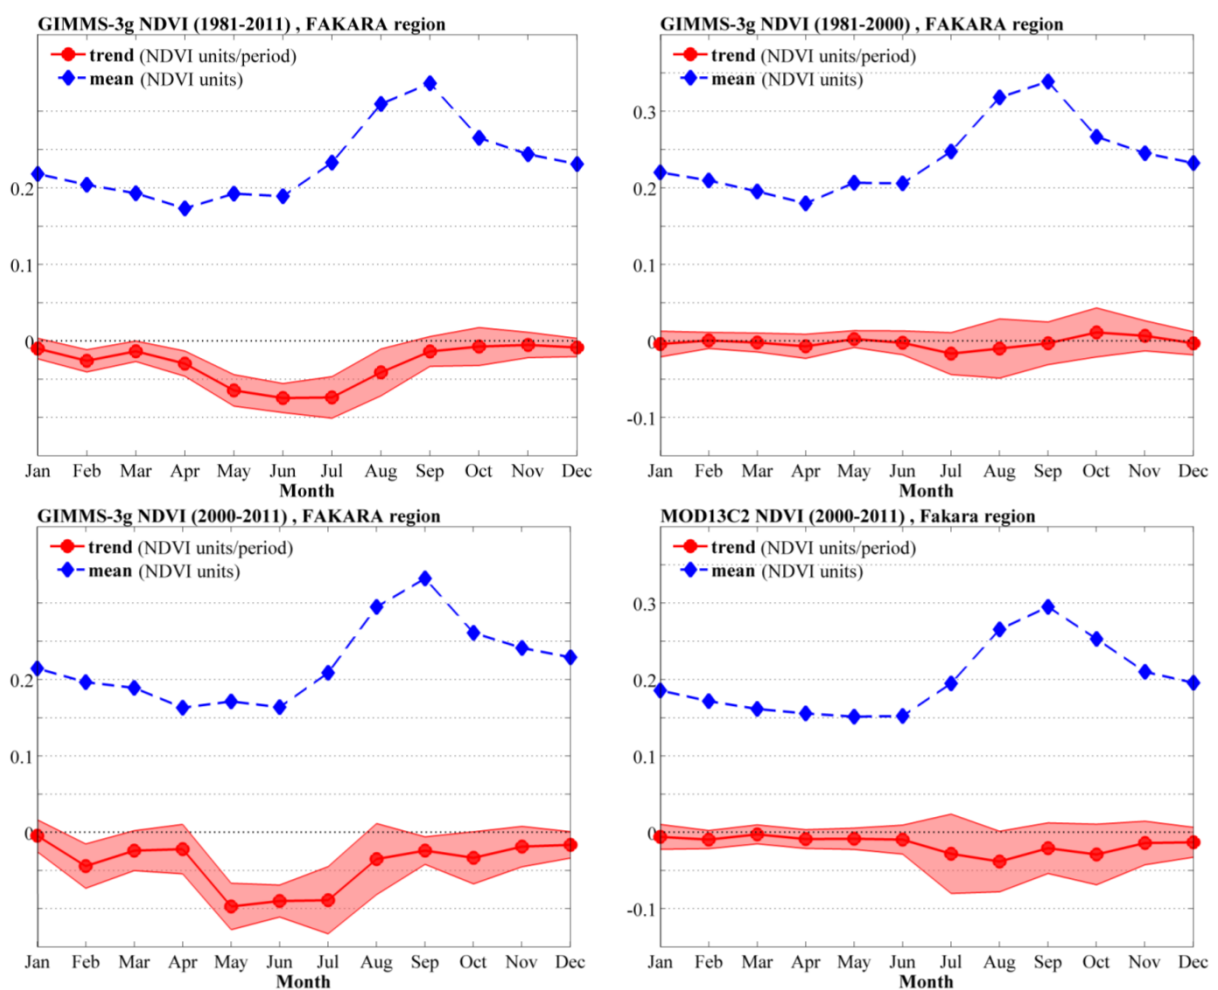 GIMMS-3g NDVI (1981-2011) , FAKARA region
trend (NDVI units/period)
mean (NDVI units)
0.2
0.1
0
Jan Feb Mar Apr May Jun Jul Aug Sep Oct Nov Dec
Month
GIMMS-3g NDVI (1981-2000) , FAKARA region
trend (NDVI units/period)
mean (NDVI units)
0.3
0.2
0.1
0
-0.1
Jan Feb Mar Apr May Jun Jul Aug Sep Oct Nov Dec
Month
GIMMS-3g NDVI (2000-2011) , FAKARA region
trend (NDVI units/period)
mean (NDVI units)
0.2
0.1
0
Jan Feb Mar Apr May Jun Jul Aug Sep Oct Nov Dec
Month
MOD13C2 NDVI (2000-2011) , Fakara region
trend (NDVI units/period)
mean (NDVI units)
0.3
0.2
0.1
0
-0.1
Jan Feb Mar Apr May Jun Jul Aug Sep Oct Nov Dec
Month